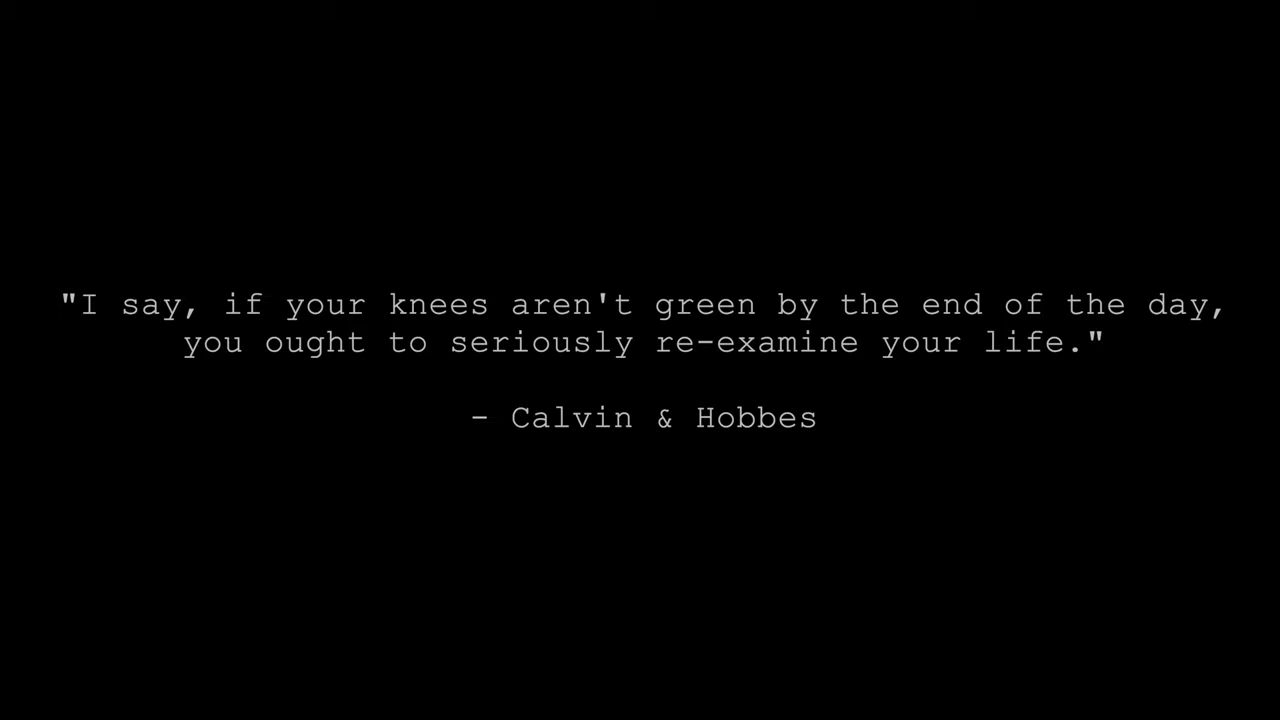 "I say, if your knees aren't green by the end of the day,
you ought to seriously re-examine your life."
- Calvin & Hobbes